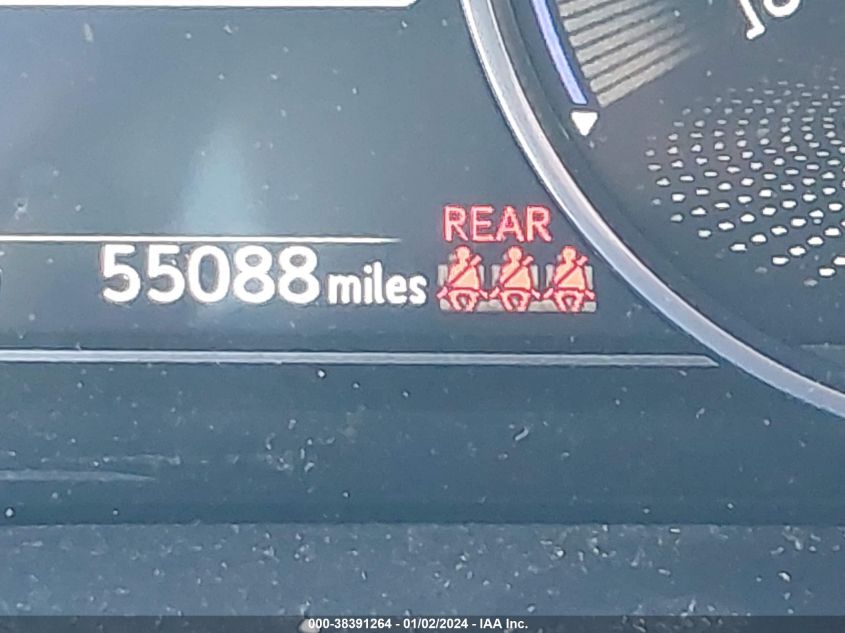 REAR
55088 miles
000-38391264 - 01/02/2024 - IAA Inc.